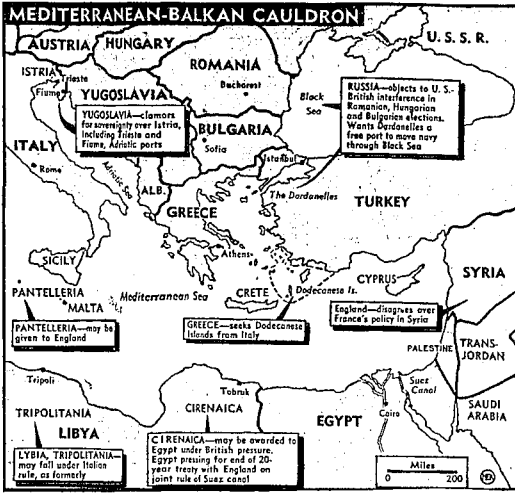 MEDITERRANEAN-BALKAN CAULDRON
AUSTRIA
HUNGARY
U. S. S. R.
ROMANIA
Bucharest
ISTRIA
Trieste
Fiume
YUGOSLAVIA
Black
Sea
RUSSIA—objects to U. S.-
British interference in
Romanian, Hungarian
and Bulgarian elections.
Wants Dardanelles a
free port to move navy
through Black Sea
YUGOSLAVIA—clamors
for sovereignty over Istria,
including Trieste and
Fiume, Adriatic ports
BULGARIA
Sofia
ITALY
Rome
Adriatic Sea
ALB.
Istanbul
The Dardanelles
TURKEY
GREECE
Athens
SICILY
PANTELLERIA
MALTA
Mediterranean Sea
CRETE
Dodecanese Is.
CYPRUS
SYRIA
PANTELLERIA—may be
given to England
GREECE—seeks Dodecanese
Islands from Italy
England—disagrees over
France's policy in Syria
PALESTINE
TRANS-
JORDAN
Tripoli
Tobruk
Suez
Canal
TRIPOLITANIA
CIRENAICA
Cairo
SAUDI
ARABIA
LIBYA
EGYPT
LYBIA, TRIPOLITANIA—
may fall under Italian
rule, as formerly
CIRENAICA—may be awarded to
Egypt under British pressure.
Egypt pressing for end of 20-
year treaty with England on
joint rule of Suez canal
Miles
0 200